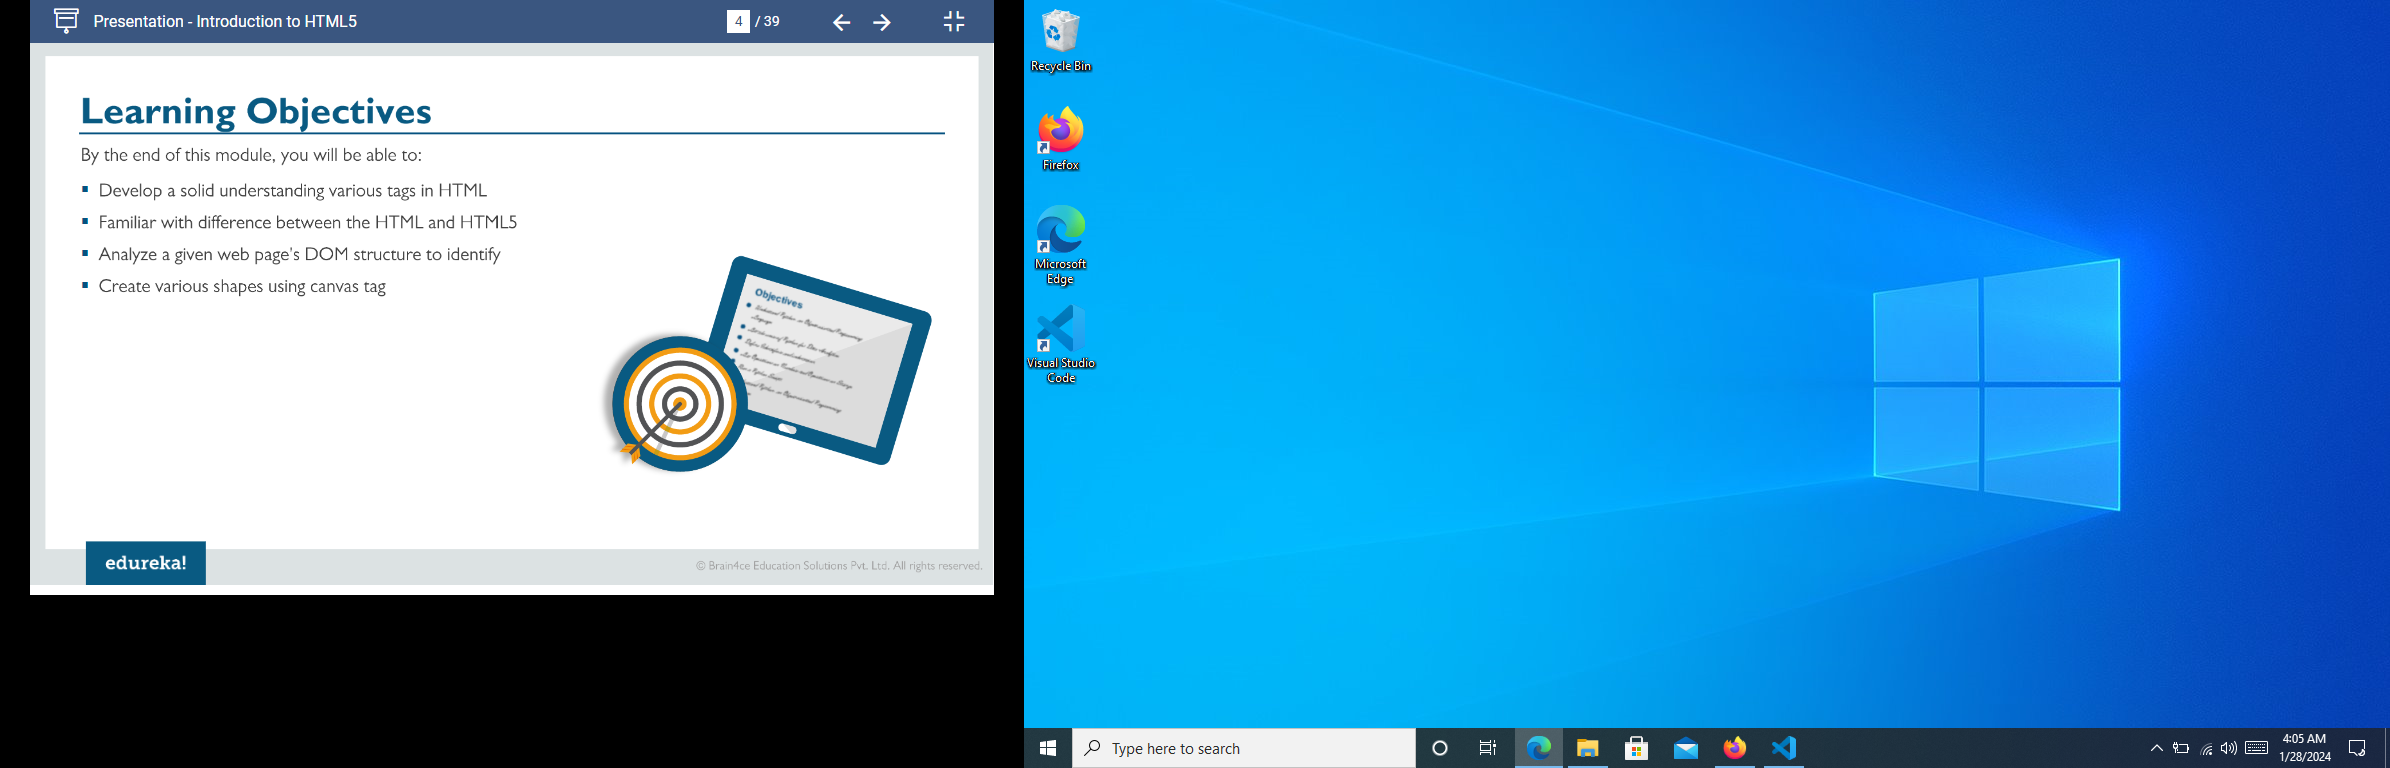 Presentation - Introduction to HTML5
4 / 39
Learning Objectives
By the end of this module, you will be able to:
▪ Develop a solid understanding various tags in HTML
▪ Familiar with difference between the HTML and HTML5
▪ Analyze a given web page's DOM structure to identify
▪ Create various shapes using canvas tag
Objectives
edureka!
© Brain4ce Education Solutions Pvt. Ltd. All rights reserved.
Recycle Bin
Firefox
Microsoft
Edge
Visual Studio
Code
Type here to search
4:05 AM
1/28/2024